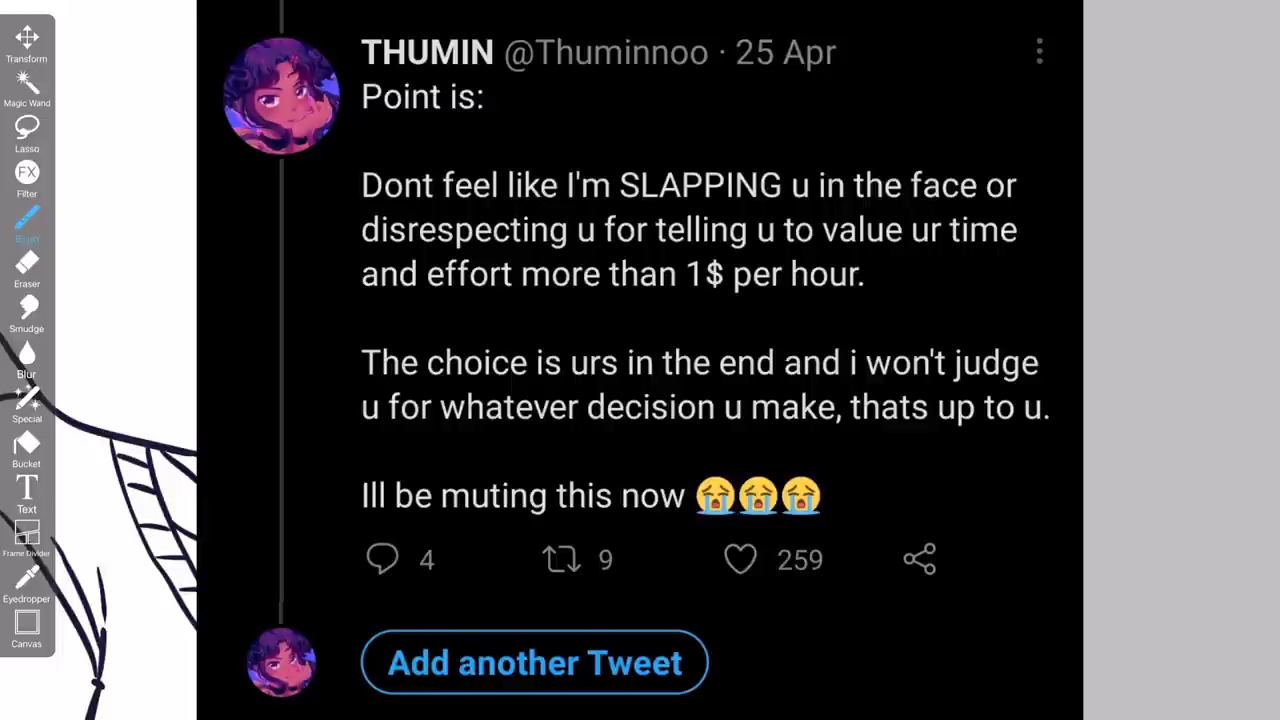 Transform
Magic Wand
Lasso
FX
Filter
Brush
Eraser
Smudge
Blur
Special
Bucket
T
Text
Frame Divider
Eyedropper
Canvas
THUMIN @Thuminnoo · 25 Apr
Point is:
Dont feel like I'm SLAPPING u in the face or
disrespecting u for telling u to value ur time
and effort more than 1$ per hour.
The choice is urs in the end and i won't judge
u for whatever decision u make, thats up to u.
Ill be muting this now 😭😭😭
4 9 259
Add another Tweet